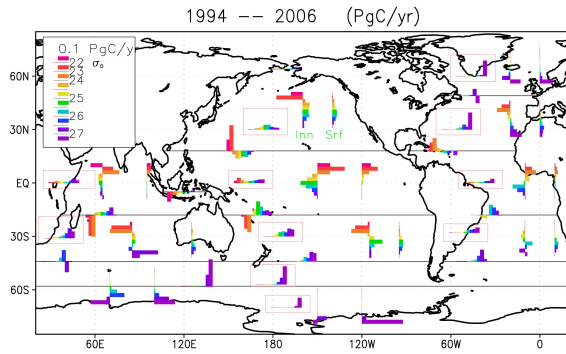 1994 -- 2006 (PgC/yr)
0.1 PgC/y
σ₀
22
23
24
25
26
27
Inn Srf
60N
30N
EQ
30S
60S
60E 120E 180 120W 60W 0